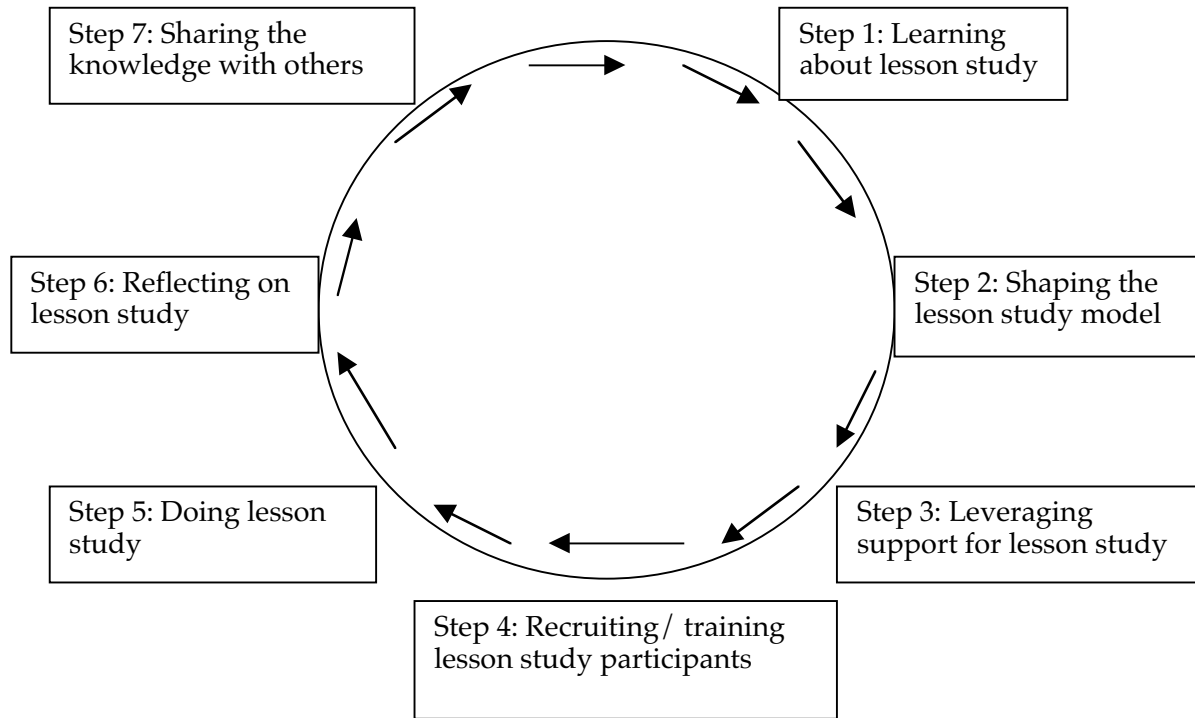 Step 1: Learning
about lesson study
Step 2: Shaping the
lesson study model
Step 3: Leveraging
support for lesson study
Step 4: Recruiting/ training
lesson study participants
Step 5: Doing lesson
study
Step 6: Reflecting on
lesson study
Step 7: Sharing the
knowledge with others